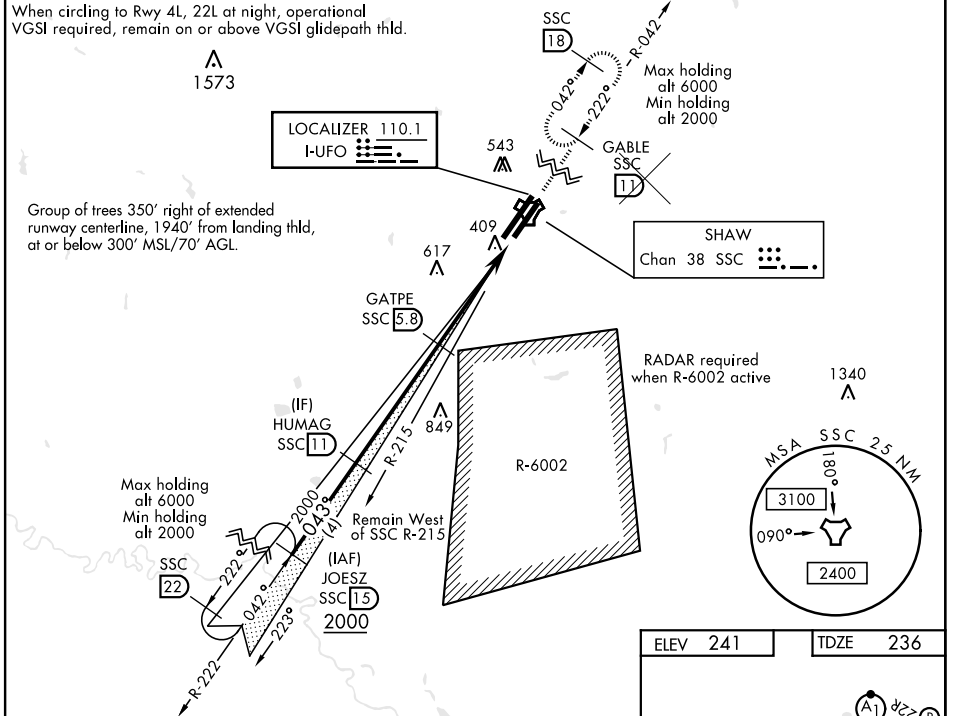 When circling to Rwy 4L, 22L at night, operational
VGSI required, remain on or above VGSI glidepath thld.
1573
SSC
18
R-042
042°
222°
Max holding
alt 6000
Min holding
alt 2000
LOCALIZER 110.1
I-UFO
543
GABLE
SSC
11
Group of trees 350' right of extended
runway centerline, 1940' from landing thld,
at or below 300' MSL/70' AGL.
409
617
SHAW
Chan 38 SSC
GATPE
SSC 5.8
RADAR required
when R-6002 active
1340
(IF)
HUMAG
SSC 11
849
R-215
R-6002
MSA SSC 25 NM
180°
3100
090°
2400
Max holding
alt 6000
Min holding
alt 2000
2000
043°
(4)
Remain West
of SSC R-215
SSC
22
222°
042°
(IAF)
JOESZ
SSC 15
2000
223°
R-222
ELEV 241
TDZE 236
A1